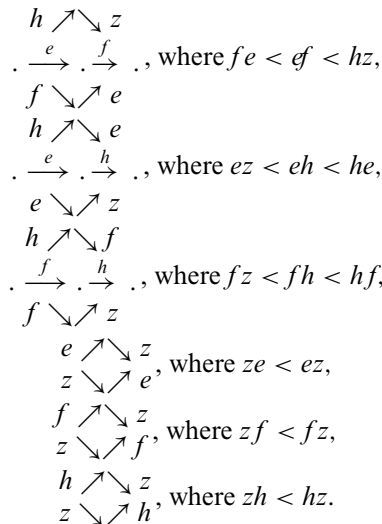 h z
. e . f . , where fe < ef < hz,
f e
h e
. e . h . , where ez < eh < he,
e z
h f
. f . h . , where fz < fh < hf,
f z
e z
z e , where ze < ez,
f z
z f , where zf < fz,
h z
z h , where zh < hz.